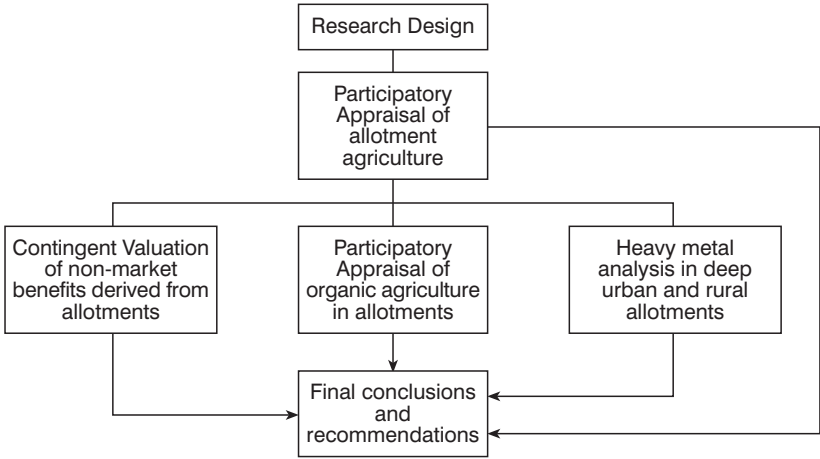 Research Design
Participatory
Appraisal of
allotment
agriculture
Contingent Valuation
of non-market
benefits derived from
allotments
Participatory
Appraisal of
organic agriculture
in allotments
Heavy metal
analysis in deep
urban and rural
allotments
Final conclusions
and
recommendations